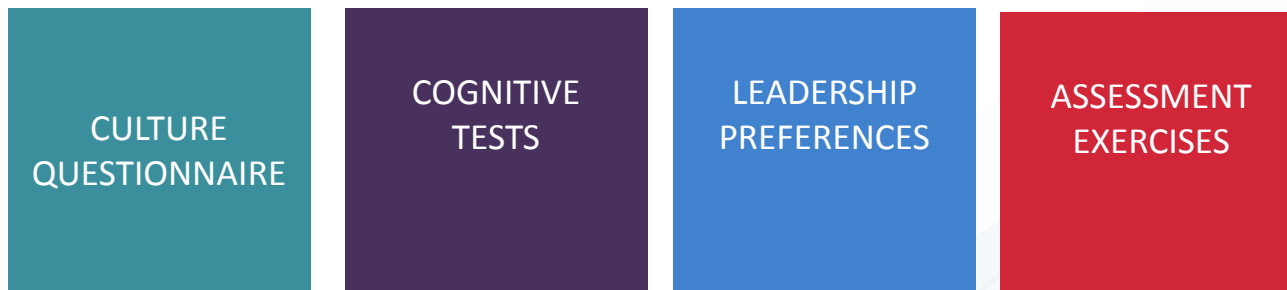 CULTURE
QUESTIONNAIRE
COGNITIVE
TESTS
LEADERSHIP
PREFERENCES
ASSESSMENT
EXERCISES